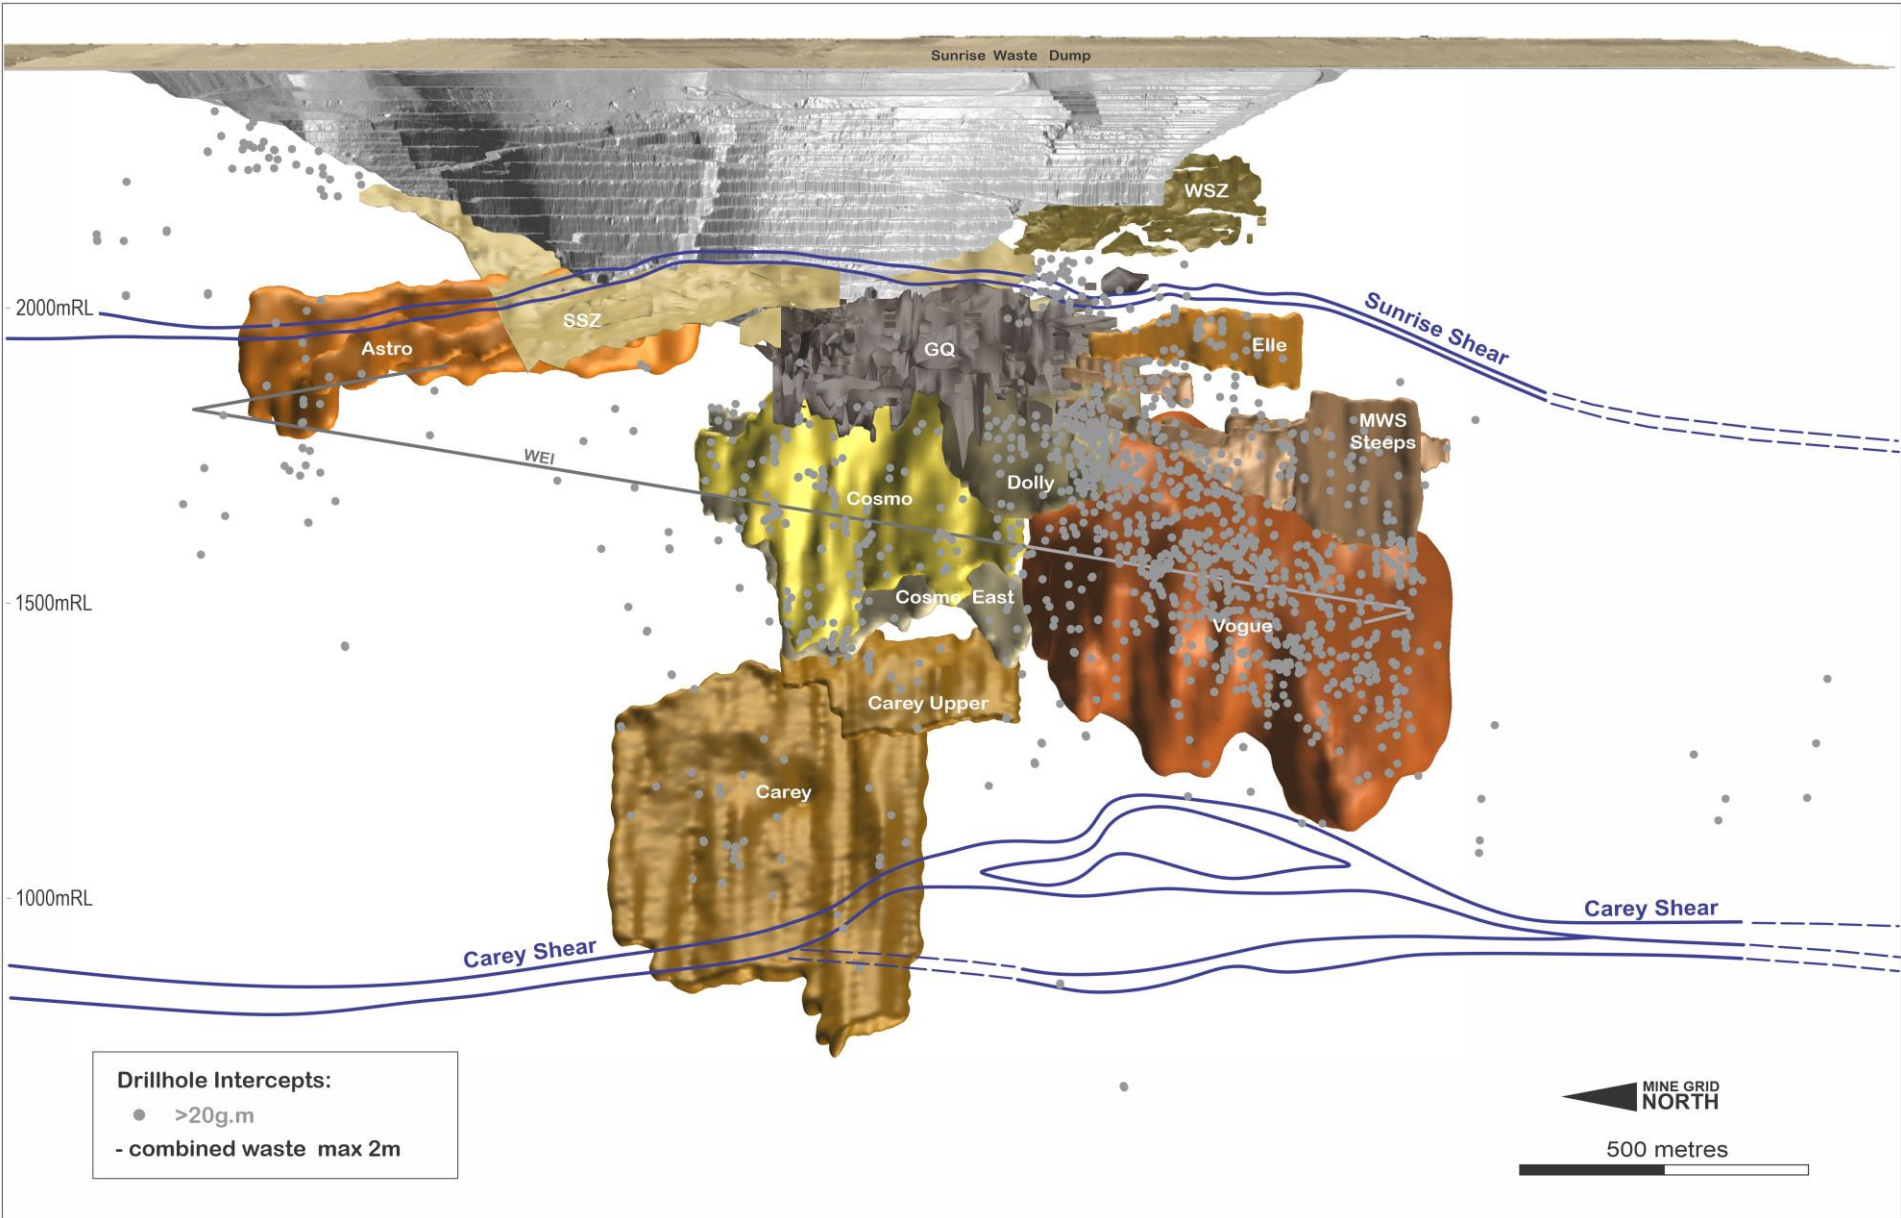 Sunrise Waste Dump
WSZ
2000mRL
SSZ
Sunrise Shear
Astro
GQ
Elle
MWS
Steeps
WEI
Dolly
Cosmo
1500mRL
Cosmo East
Vogue
Carey Upper
Carey
1000mRL
Carey Shear
Carey Shear
Drillhole Intercepts:
>20g.m
- combined waste max 2m
MINE GRID
NORTH
500 metres